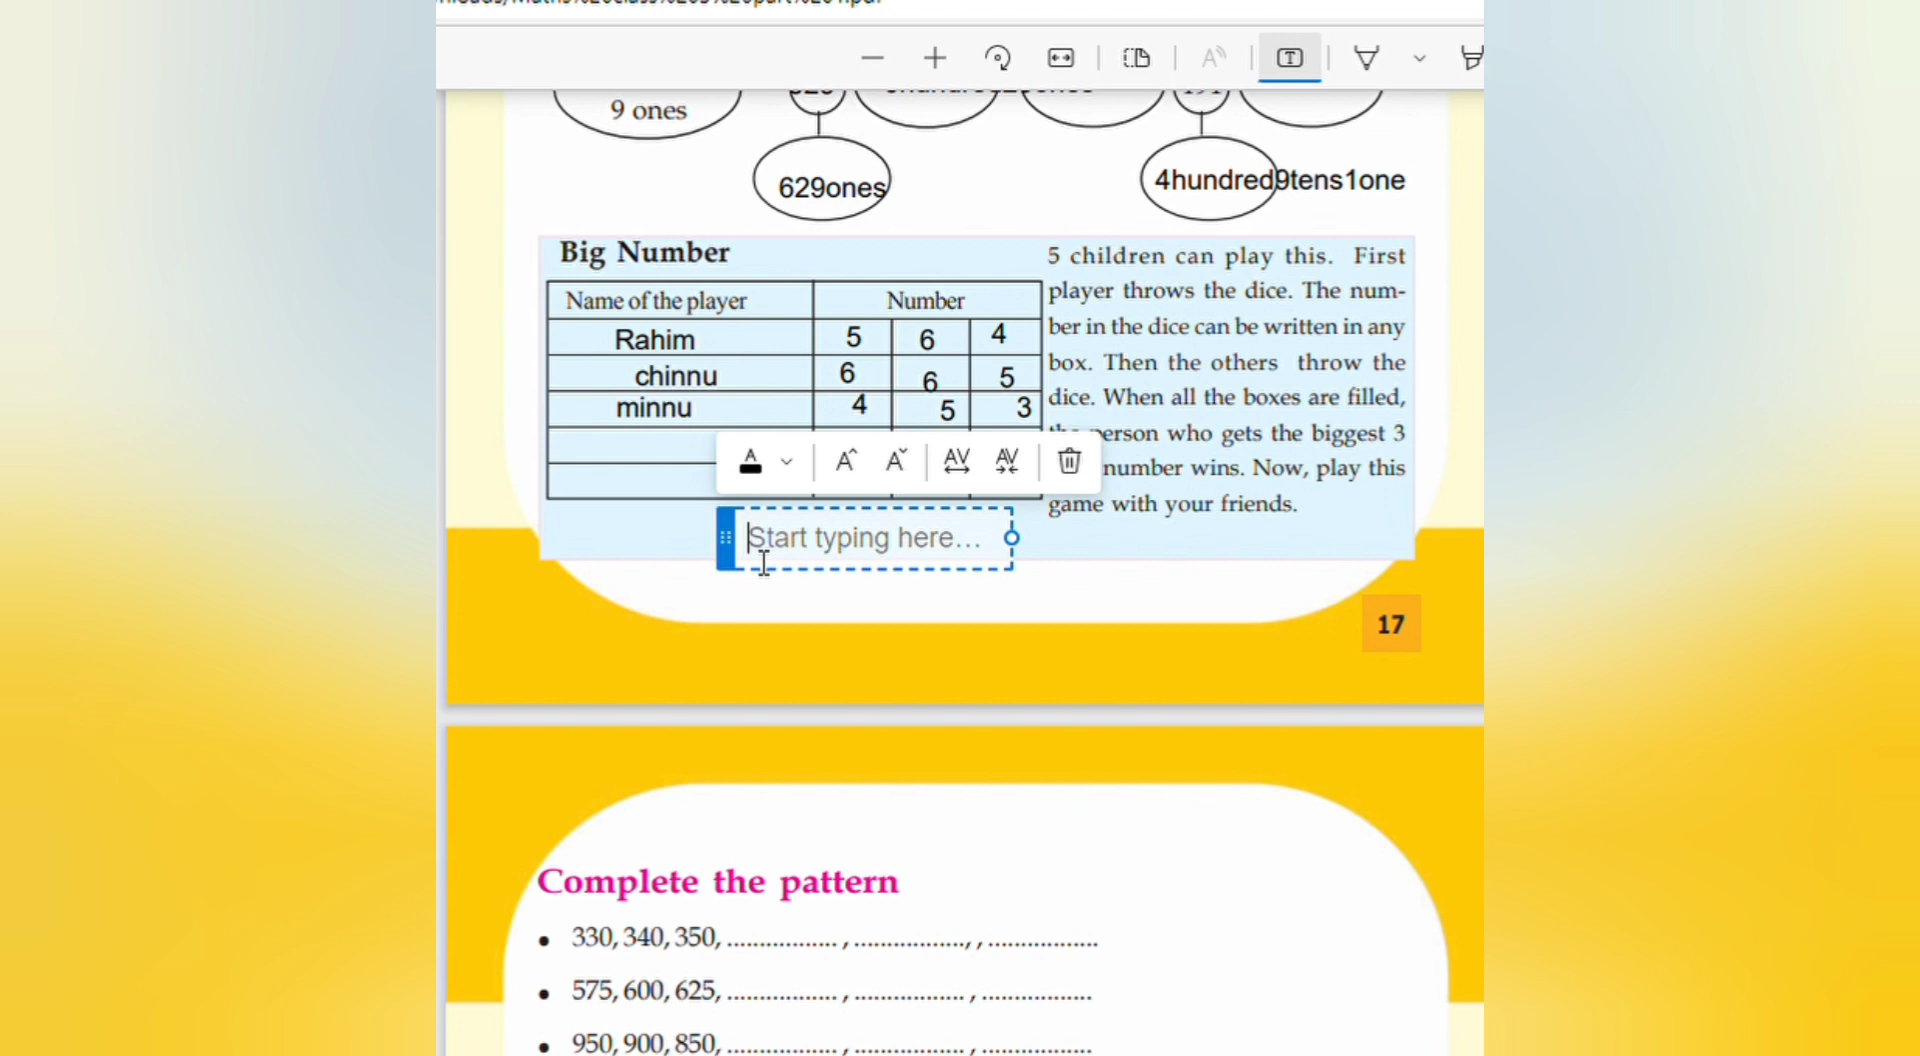 9 ones
629ones
4hundred9tens1one
Big Number
Name of the player Number
Rahim 5 6 4
chinnu 6 6 5
minnu 4 5 3
5 children can play this. First
player throws the dice. The num-
ber in the dice can be written in any
box. Then the others throw the
dice. When all the boxes are filled,
person who gets the biggest 3
number wins. Now, play this
game with your friends.
Start typing here...
17
Complete the pattern
• 330, 340, 350, ................. , ................., , .................
• 575, 600, 625, ................. , ................. , .................
• 950, 900, 850, ................. , ................. , .................